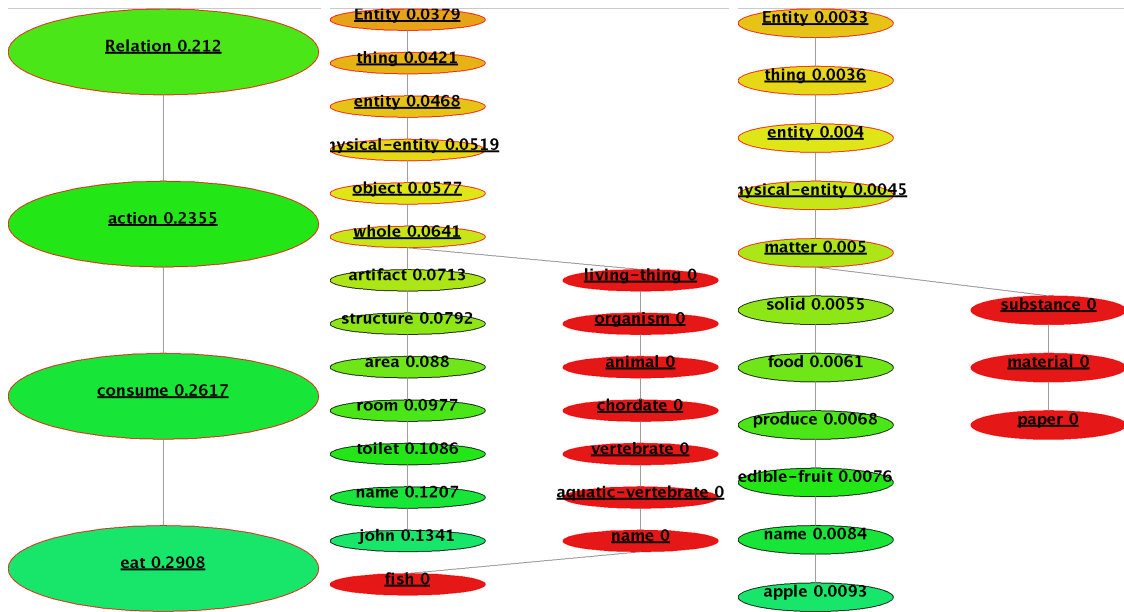 Relation 0.212
action 0.2355
consume 0.2617
eat 0.2908
Entity 0.0379
thing 0.0421
entity 0.0468
hysical-entity 0.0519
object 0.0577
whole 0.0641
artifact 0.0713
structure 0.0792
area 0.088
room 0.0977
toilet 0.1086
name 0.1207
john 0.1341
living-thing 0
organism 0
animal 0
chordate 0
vertebrate 0
aquatic-vertebrate 0
name 0
fish 0
Entity 0.0033
thing 0.0036
entity 0.004
hysical-entity 0.0045
matter 0.005
solid 0.0055
food 0.0061
produce 0.0068
edible-fruit 0.0076
name 0.0084
apple 0.0093
substance 0
material 0
paper 0